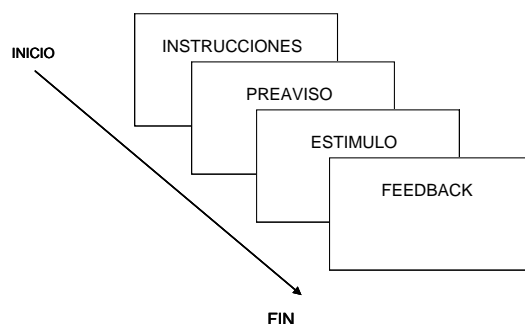 INSTRUCCIONES
INICIO
PREAVISO
ESTIMULO
FEEDBACK
FIN